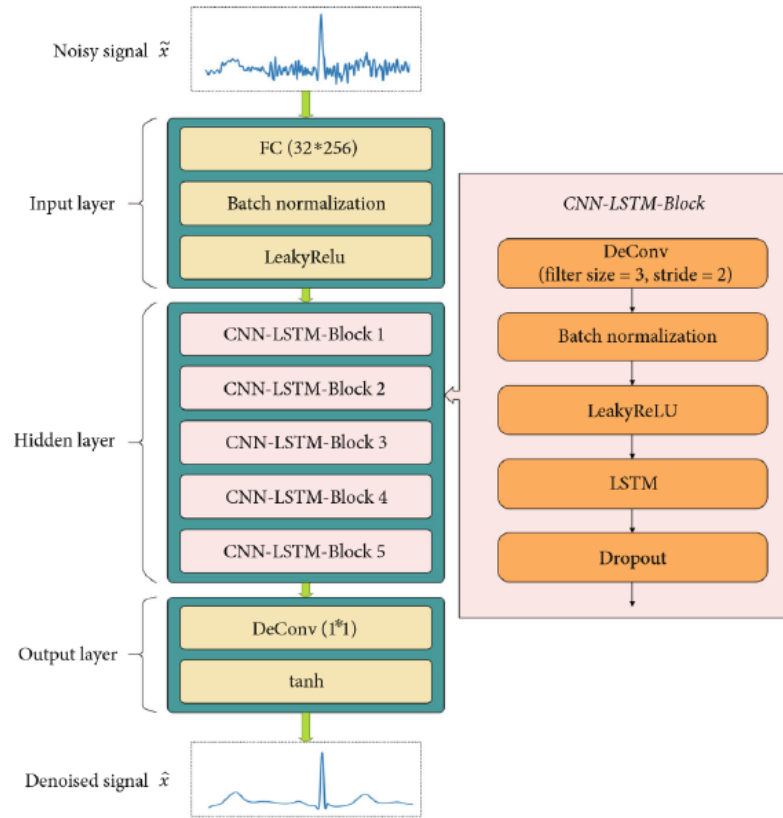 Noisy signal x̃
Input layer
FC (32*256)
Batch normalization
LeakyRelu
Hidden layer
CNN-LSTM-Block 1
CNN-LSTM-Block 2
CNN-LSTM-Block 3
CNN-LSTM-Block 4
CNN-LSTM-Block 5
Output layer
DeConv (1*1)
tanh
Denoised signal x̂
CNN-LSTM-Block
DeConv
(filter size = 3, stride = 2)
Batch normalization
LeakyReLU
LSTM
Dropout